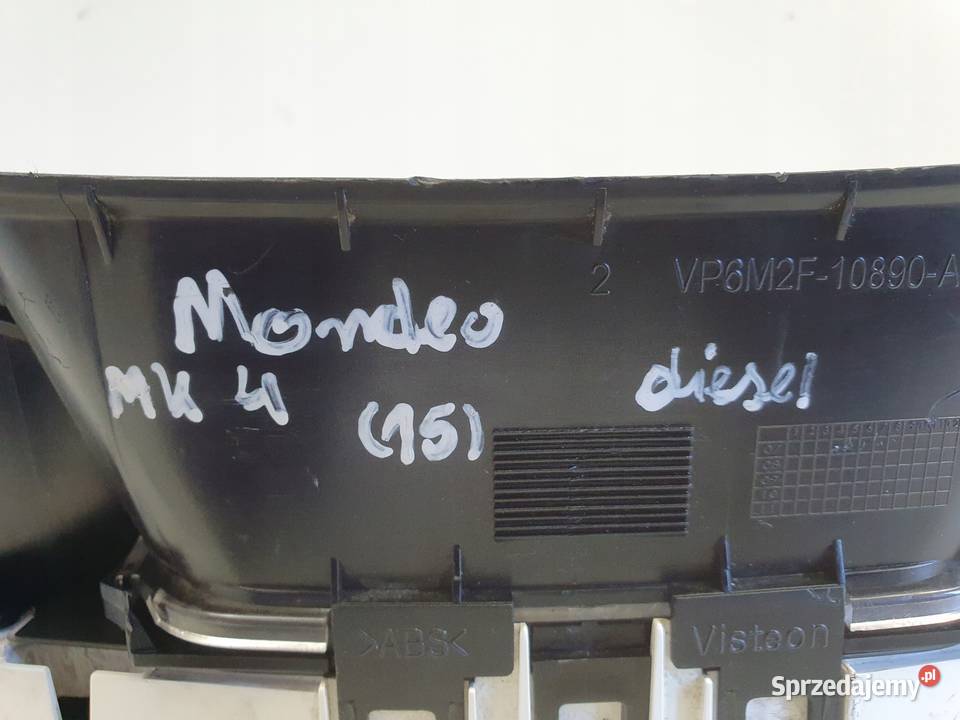 2 VP6M2F-10890-A
Mondeo
MK 4
diesel
(15)
>ABS<
Visteon
Sprzedajemy.pl